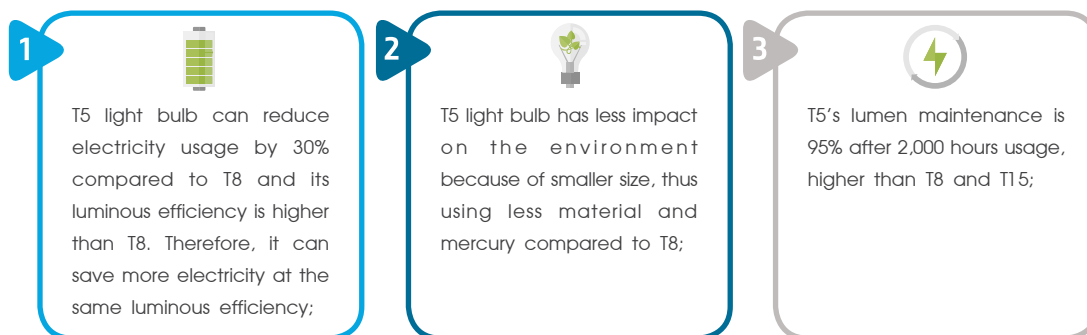 1
T5 light bulb can reduce
electricity usage by 30%
compared to T8 and its
luminous efficiency is higher
than T8. Therefore, it can
save more electricity at the
same luminous efficiency;
2
T5 light bulb has less impact
on the environment
because of smaller size, thus
using less material and
mercury compared to T8;
3
T5's lumen maintenance is
95% after 2,000 hours usage,
higher than T8 and T15;